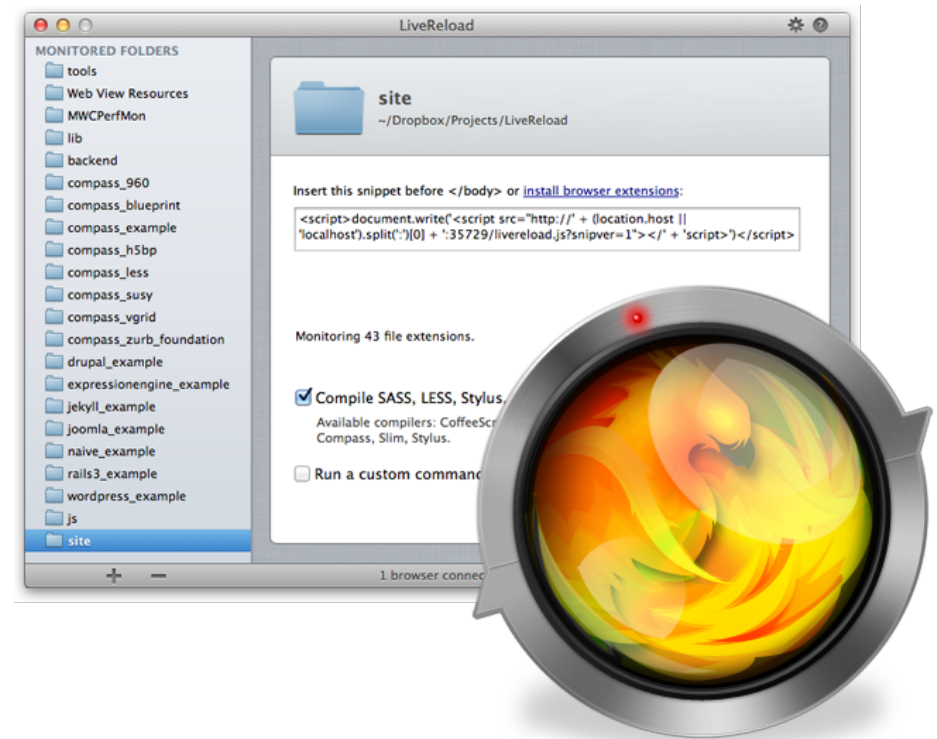 LiveReload
MONITORED FOLDERS
tools
Web View Resources
MWCPerfMon
lib
backend
compass_960
compass_blueprint
compass_example
compass_h5bp
compass_less
compass_susy
compass_vgrid
compass_zurb_foundation
drupal_example
expressionengine_example
jekyll_example
joomla_example
naive_example
rails3_example
wordpress_example
js
site
site
~/Dropbox/Projects/LiveReload
Insert this snippet before </body> or install browser extensions:
<script>document.write('<script src="http://' + (location.host ||
'localhost').split(':')[0] + ':35729/livereload.js?snipver=1"></' + 'script>')</script>
Monitoring 43 file extensions.
Compile SASS, LESS, Stylus,
Available compilers:
Compass, Slim, Stylus.
Run a custom command
1 browser